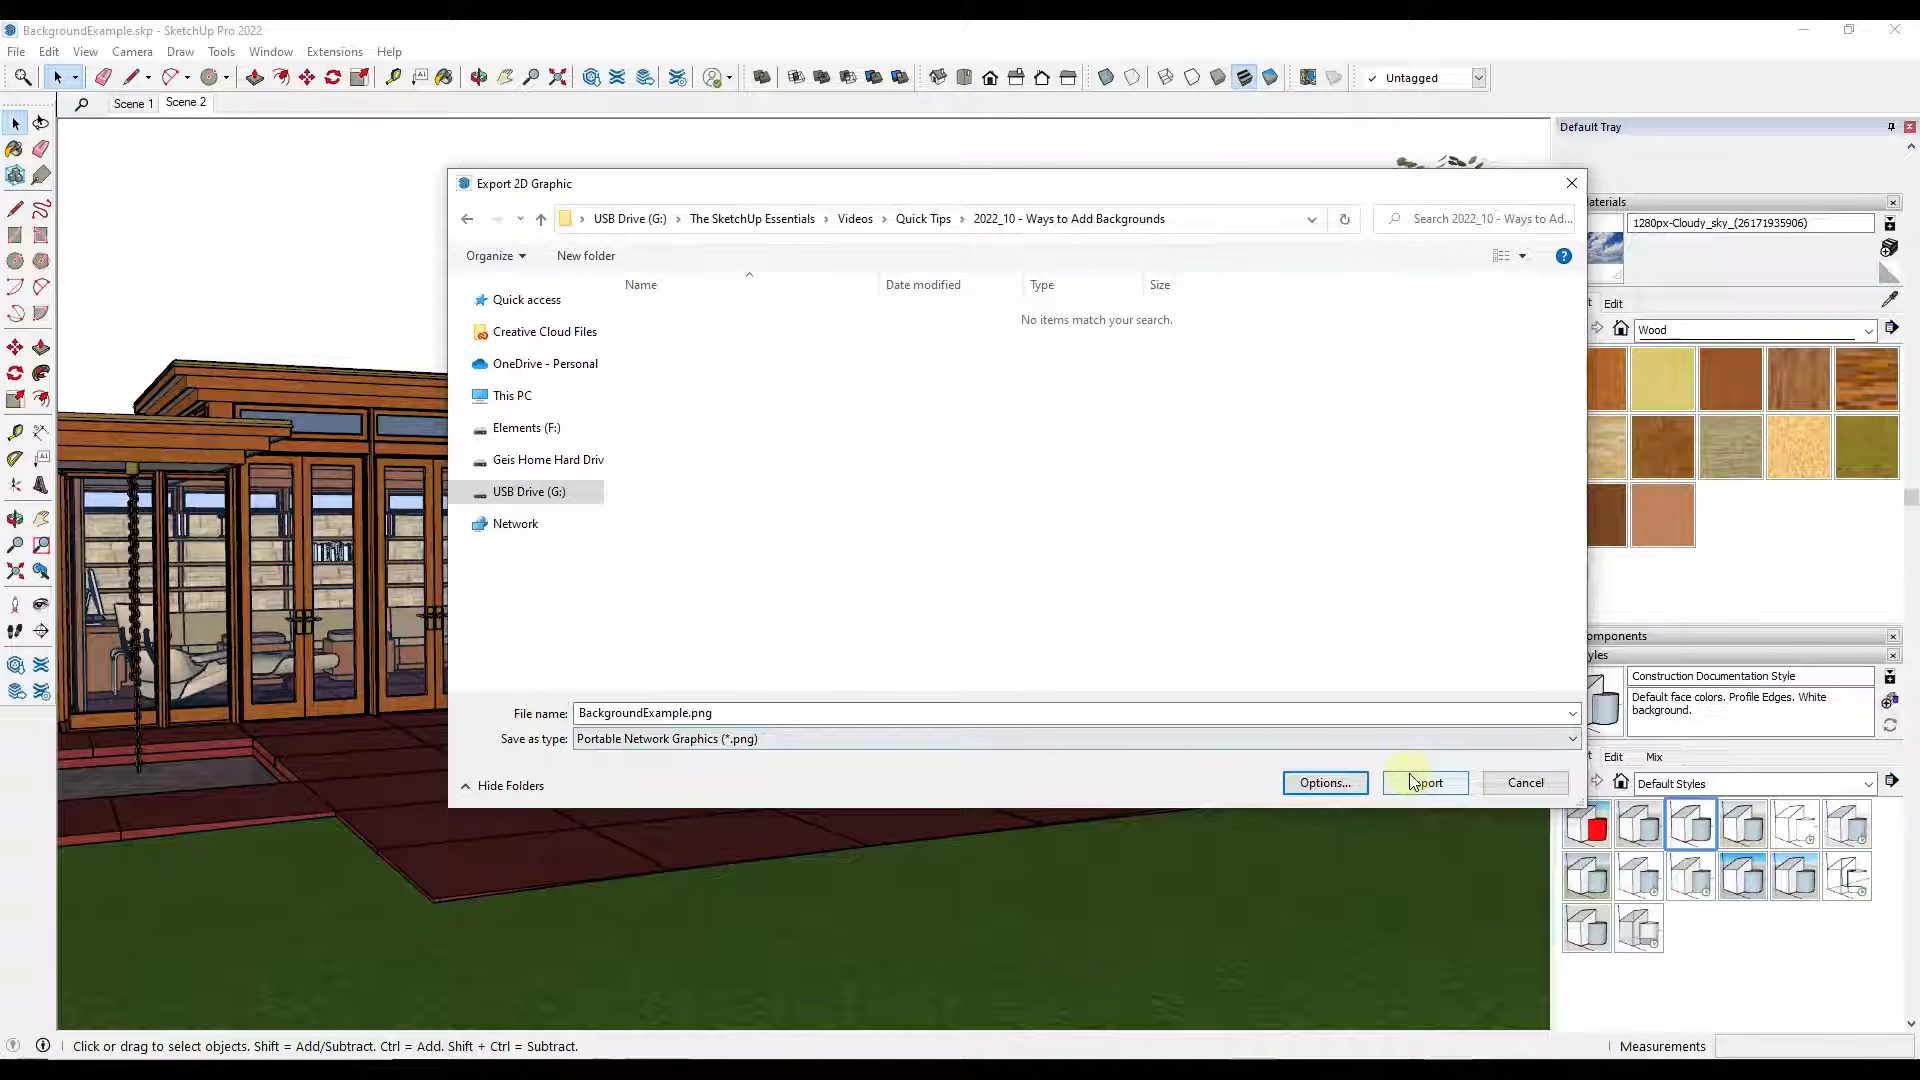 BackgroundExample.skp - SketchUp Pro 2022
File Edit View Camera Draw Tools Window Extensions Help
Untagged
Scene 1 Scene 2
Default Tray
Export 2D Graphic
USB Drive (G:) The SketchUp Essentials Videos Quick Tips 2022_10 - Ways to Add Backgrounds
Search 2022_10 - Ways to Ad...
Organize New folder
Name Date modified Type Size
No items match your search.
Quick access
Creative Cloud Files
OneDrive - Personal
This PC
Elements (F:)
Geis Home Hard Driv
USB Drive (G:)
Network
File name: BackgroundExample.png
Save as type: Portable Network Graphics (*.png)
Hide Folders
Options... Cancel
1280px-Cloudy_sky_(26171935906)
Edit
Wood
Construction Documentation Style
Default face colors. Profile Edges. White
background.
Edit Mix
Default Styles
Click or drag to select objects. Shift = Add/Subtract. Ctrl = Add. Shift + Ctrl = Subtract.
Measurements